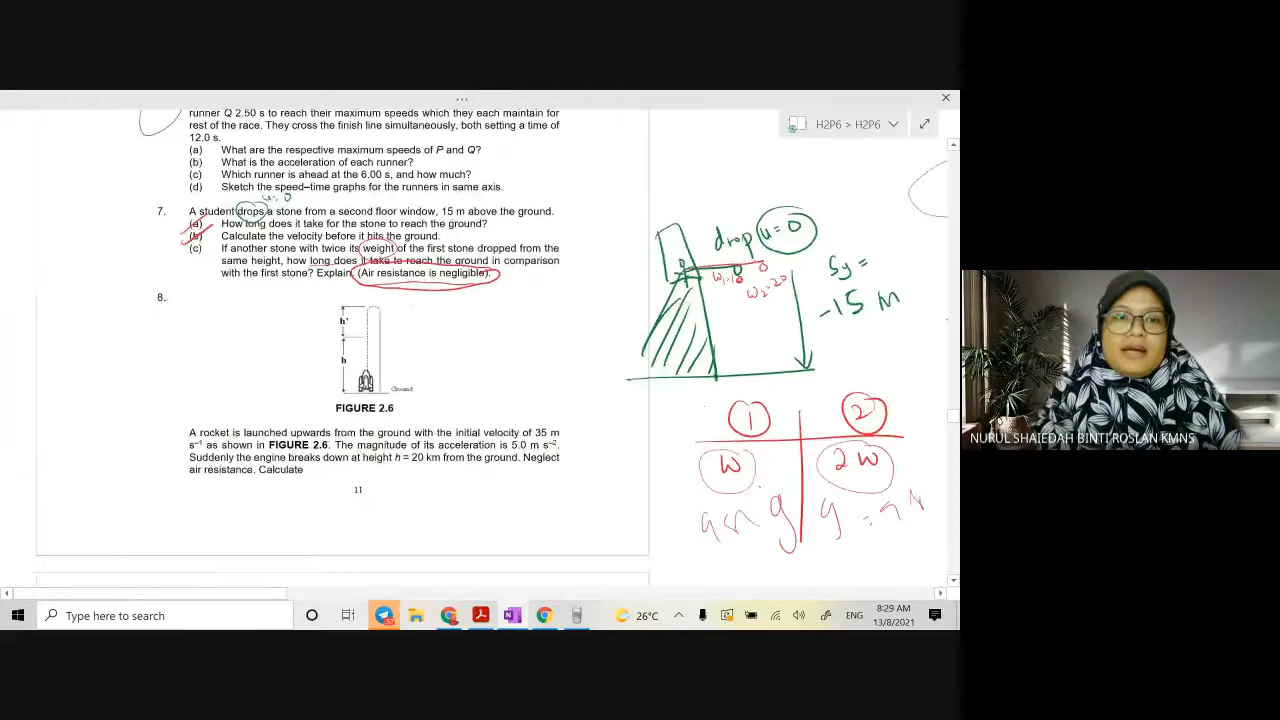 runner Q 2.50 s to reach their maximum speeds which they each maintain for
rest of the race. They cross the finish line simultaneously, both setting a time of
12.0 s.
(a) What are the respective maximum speeds of P and Q?
(b) What is the acceleration of each runner?
(c) Which runner is ahead at the 6.00 s, and how much?
(d) Sketch the speed–time graphs for the runners in same axis.
u = 0
7. A student drops a stone from a second floor window, 15 m above the ground.
(a) How long does it take for the stone to reach the ground?
(b) Calculate the velocity before it hits the ground.
(c) If another stone with twice its weight of the first stone dropped from the
same height, how long does it take to reach the ground in comparison
with the first stone? Explain. (Air resistance is negligible).
8.
h'
h
Ground
FIGURE 2.6
A rocket is launched upwards from the ground with the initial velocity of 35 m
s⁻¹ as shown in FIGURE 2.6. The magnitude of its acceleration is 5.0 m s⁻².
Suddenly the engine breaks down at height h = 20 km from the ground. Neglect
air resistance. Calculate
11
H2P6 > H2P6
drop u = 0
W₁ = 10
W₂ = 20
Sy =
-15 m
1 2
W 2W
g g =
NURUL SHAIEDAH BINTI ROSLAN KMNS
Type here to search
26°C
ENG
8:29 AM
13/8/2021